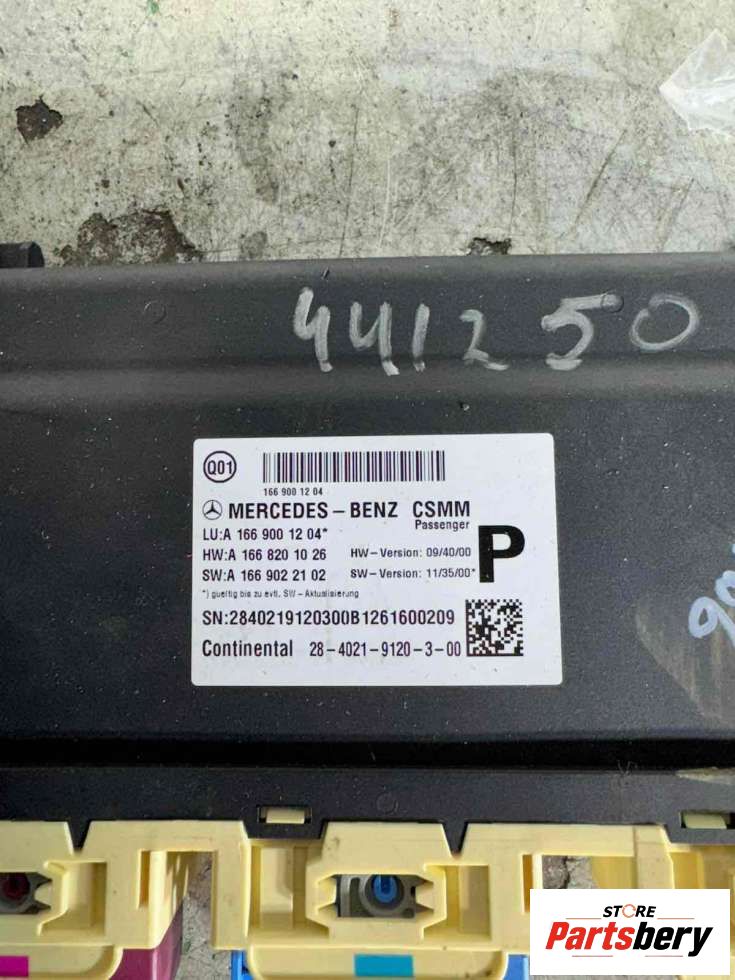 441250
Q01
166 900 12 04
MERCEDES-BENZ CSMM
Passenger
LU:A 166 900 12 04*
HW:A 166 820 10 26 HW-Version: 09/40/00
SW:A 166 902 21 02 SW-Version: 11/35/00*
P
*) gueltig bis zu evtl. SW - Aktualisierung
SN:2840219120300B1261600209
Continental 28-4021-9120-3-00
STORE
Partsbery